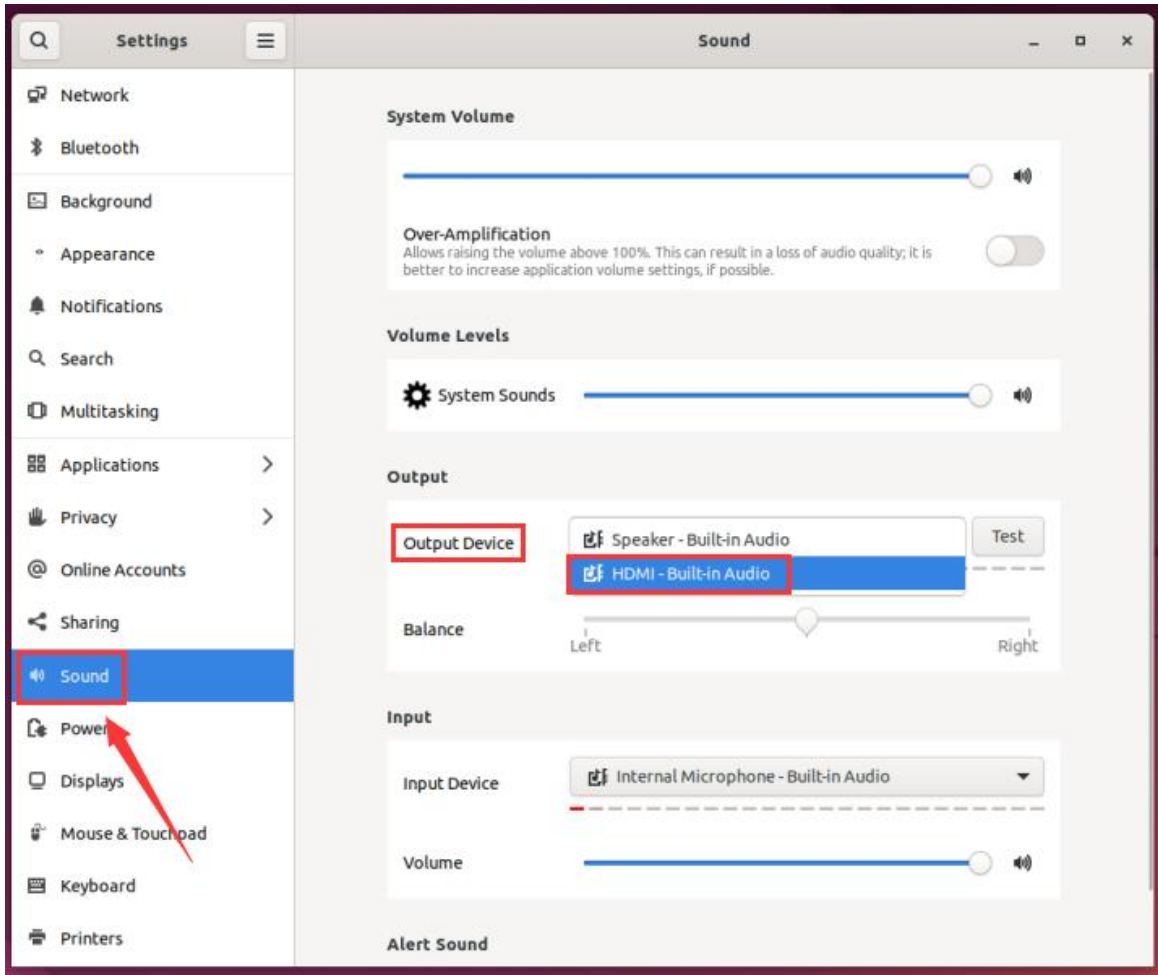 Settings
Sound
Network
Bluetooth
Background
Appearance
Notifications
Search
Multitasking
Applications
Privacy
Online Accounts
Sharing
Sound
Power
Displays
Mouse & Touchpad
Keyboard
Printers
System Volume
Over-Amplification
Allows raising the volume above 100%. This can result in a loss of audio quality; it is
better to increase application volume settings, if possible.
Volume Levels
System Sounds
Output
Output Device
Speaker - Built-in Audio
Test
HDMI - Built-in Audio
Balance
Left
Right
Input
Input Device
Internal Microphone - Built-in Audio
Volume
Alert Sound